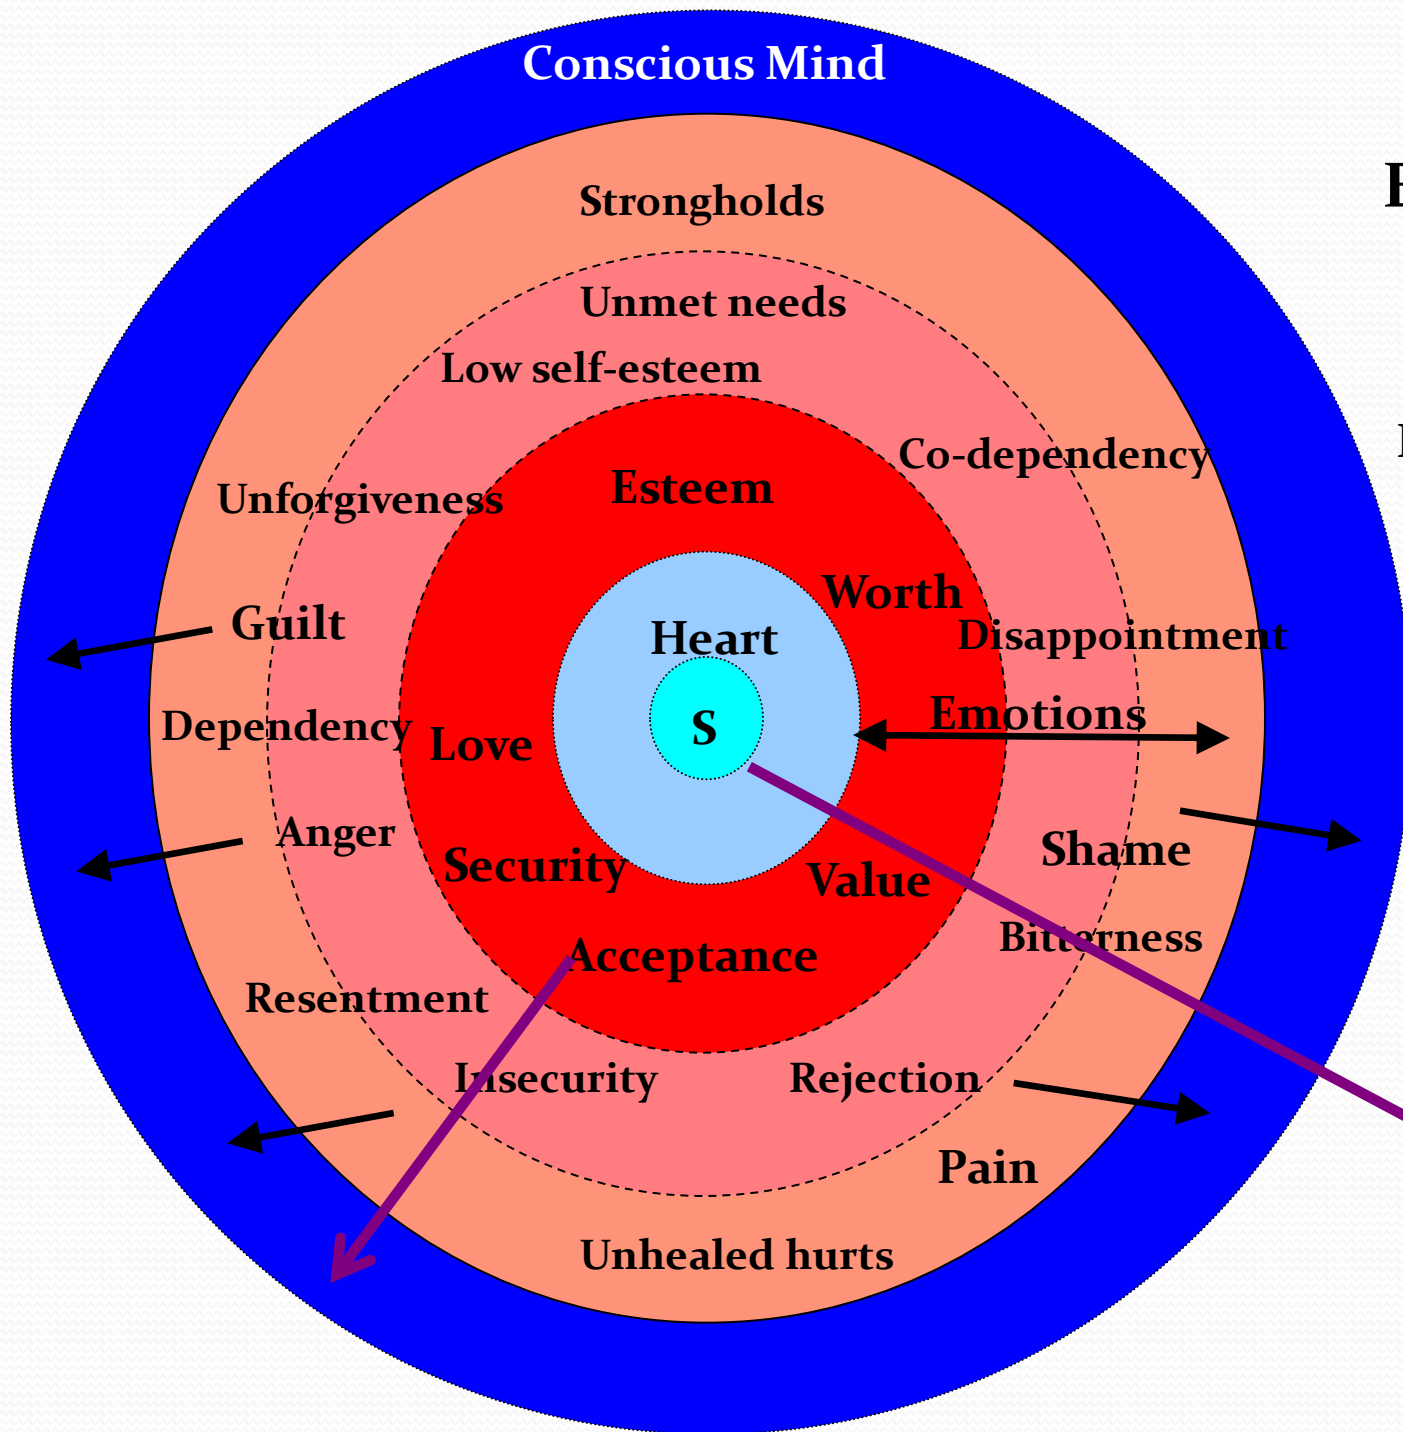 Conscious Mind
Strongholds
Unmet needs
Low self-esteem
Co-dependency
Esteem
Unforgiveness
Worth
Guilt
Heart
Disappointment
Emotions
S
Dependency
Love
Anger
Shame
Security
Value
Bitterness
Acceptance
Resentment
Insecurity
Rejection
Pain
Unhealed hurts